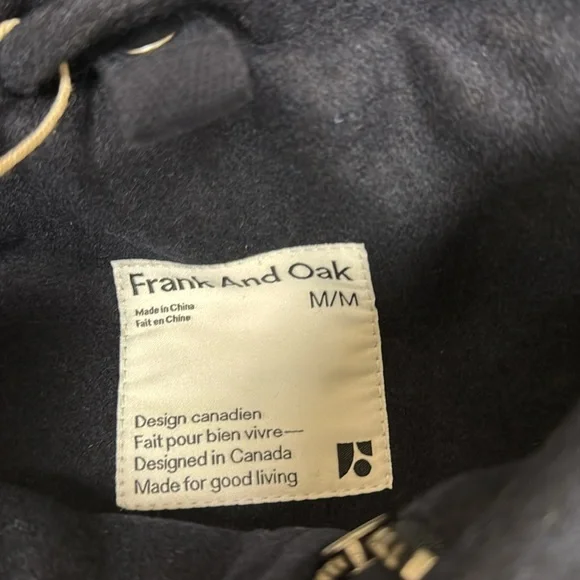 Frank And Oak
M/M
Made in China
Fait en Chine
Design canadien
Fait pour bien vivre—
Designed in Canada
Made for good living